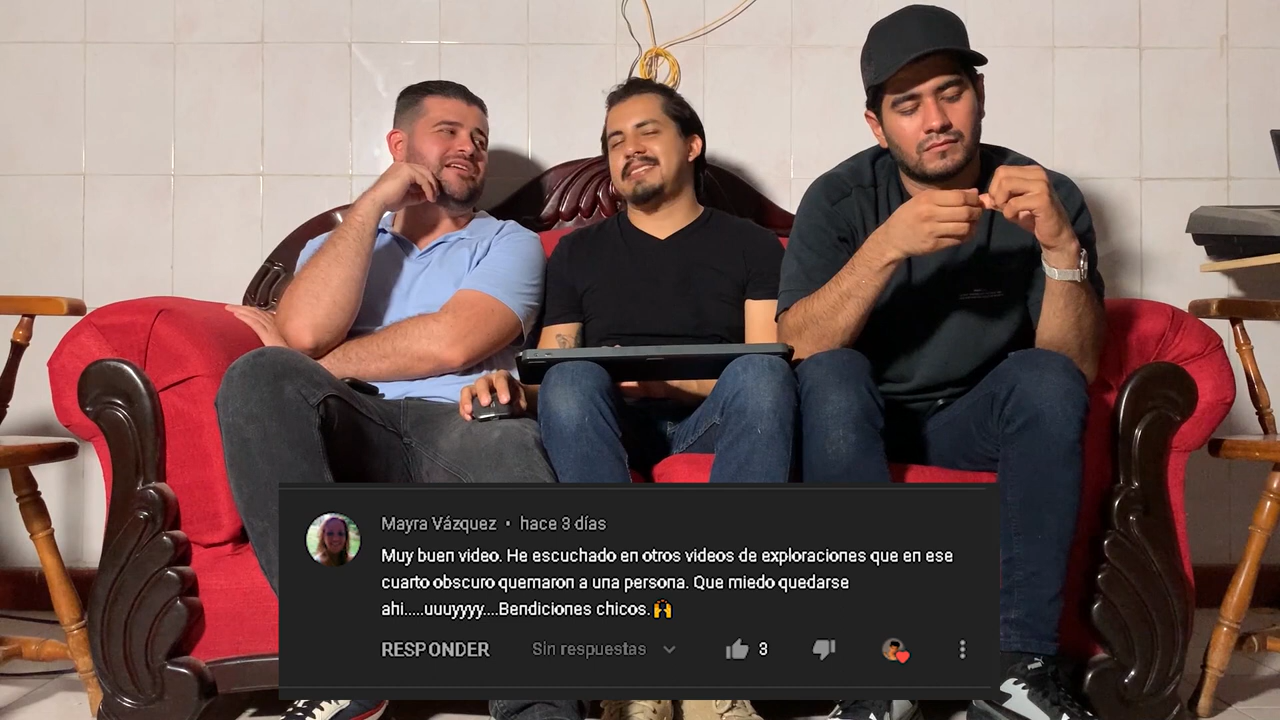 Mayra Vázquez • hace 3 días
Muy buen video. He escuchado en otros videos de exploraciones que en ese
cuarto obscuro quemaron a una persona. Que miedo quedarse
ahi.....uuuyyyy....Bendiciones chicos.🙌
RESPONDER Sin respuestas 3